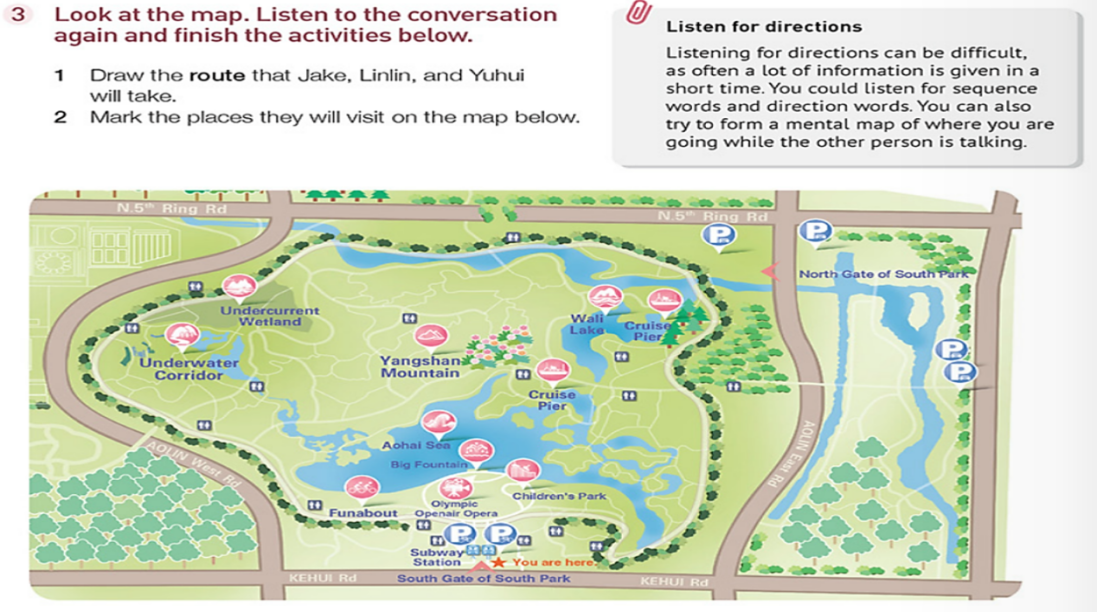 3 Look at the map. Listen to the conversation
again and finish the activities below.
1 Draw the route that Jake, Linlin, and Yuhui
will take.
2 Mark the places they will visit on the map below.
Listen for directions
Listening for directions can be difficult,
as often a lot of information is given in a
short time. You could listen for sequence
words and direction words. You can also
try to form a mental map of where you are
going while the other person is talking.
N.5th Ring Rd
N.5th Ring Rd
P
P
North Gate of South Park
Undercurrent
Wetland
Wali
Lake
Cruise
Pier
Underwater
Corridor
Yangshan
Mountain
P
P
Cruise
Pier
Aohai Sea
Big Fountain
AOLIN West Rd
AOLIN East Rd
Children's Park
Funabout
Olympic
Openair Opera
P
P
Subway
Station
You are here.
KEHUI Rd
South Gate of South Park
KEHUI Rd